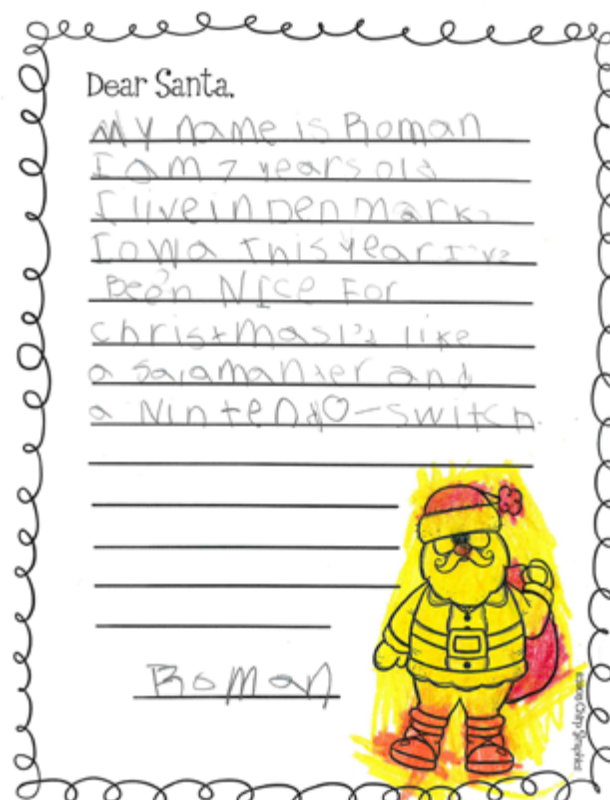 Dear Santa,
My name is Roman
I am 7 years old
I live in Denmark,
Iowa This year I've
Been NIce For
christmas I'd like
a Salamander and
a Nintendo-switch.
Roman